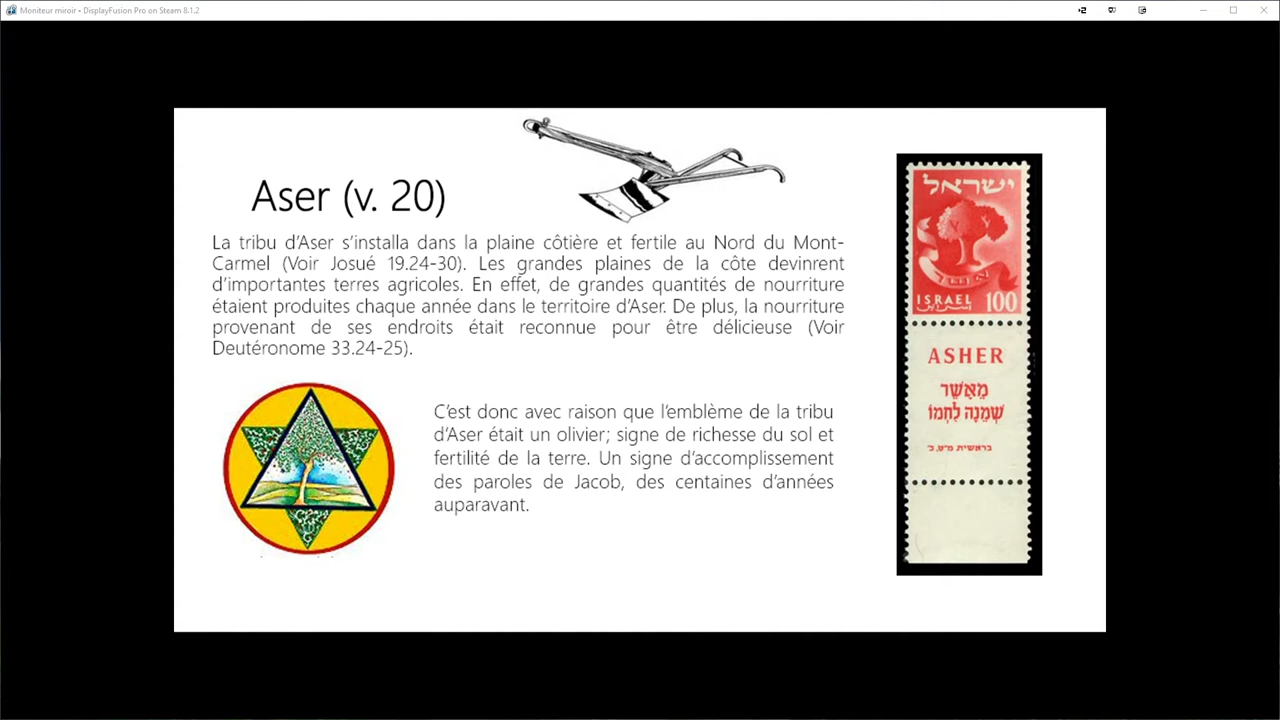 Moniteur miroir • DisplayFusion Pro on Steam 8.1.2
Aser (v. 20)
La tribu d’Aser s’installa dans la plaine côtière et fertile au Nord du Mont-
Carmel (Voir Josué 19.24-30). Les grandes plaines de la côte devinrent
d’importantes terres agricoles. En effet, de grandes quantités de nourriture
étaient produites chaque année dans le territoire d’Aser. De plus, la nourriture
provenant de ses endroits était reconnue pour être délicieuse (Voir
Deutéronome 33.24-25).
C’est donc avec raison que l’emblème de la tribu
d’Aser était un olivier; signe de richesse du sol et
fertilité de la terre. Un signe d’accomplissement
des paroles de Jacob, des centaines d’années
auparavant.
ישראל
ISRAEL 100
ASHER
מֵאָשֵׁר
שְׁמֵנָה לַחְמוֹ
בראשית מ״ט, כ׳